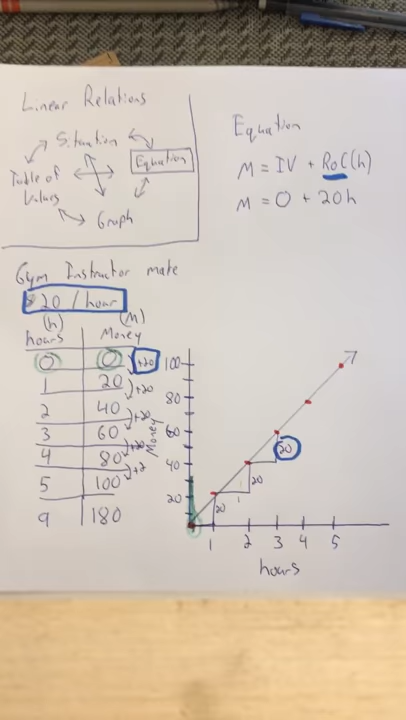 Linear Relations
Situation
Equation
Table of
Values
Graph
Equation
M = IV + RoC(h)
M = 0 + 20h
Gym Instructor make
$20 / hour
(h) (M)
hours Money
0 0 +20
1 20 +20
2 40 +20
3 60 +20
4 80 +2
5 100
9 180
Money
100
80
60
40
20
20
20
1
20
1 2 3 4 5
hours